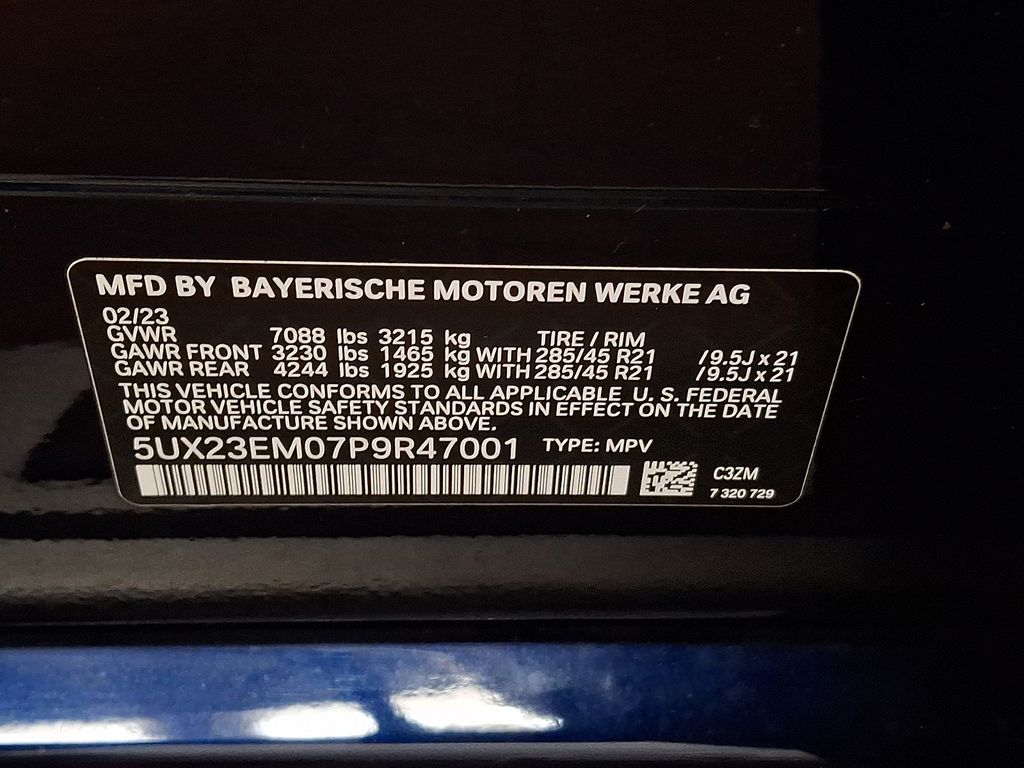 MFD BY BAYERISCHE MOTOREN WERKE AG
02/23
GVWR 7088 lbs 3215 kg TIRE / RIM
GAWR FRONT 3230 lbs 1465 kg WITH 285/45 R21 /9.5J x 21
GAWR REAR 4244 lbs 1925 kg WITH 285/45 R21 /9.5J x 21
THIS VEHICLE CONFORMS TO ALL APPLICABLE U. S. FEDERAL
MOTOR VEHICLE SAFETY STANDARDS IN EFFECT ON THE DATE
OF MANUFACTURE SHOWN ABOVE.
5UX23EM07P9R47001 TYPE: MPV
C3ZM
7 320 729